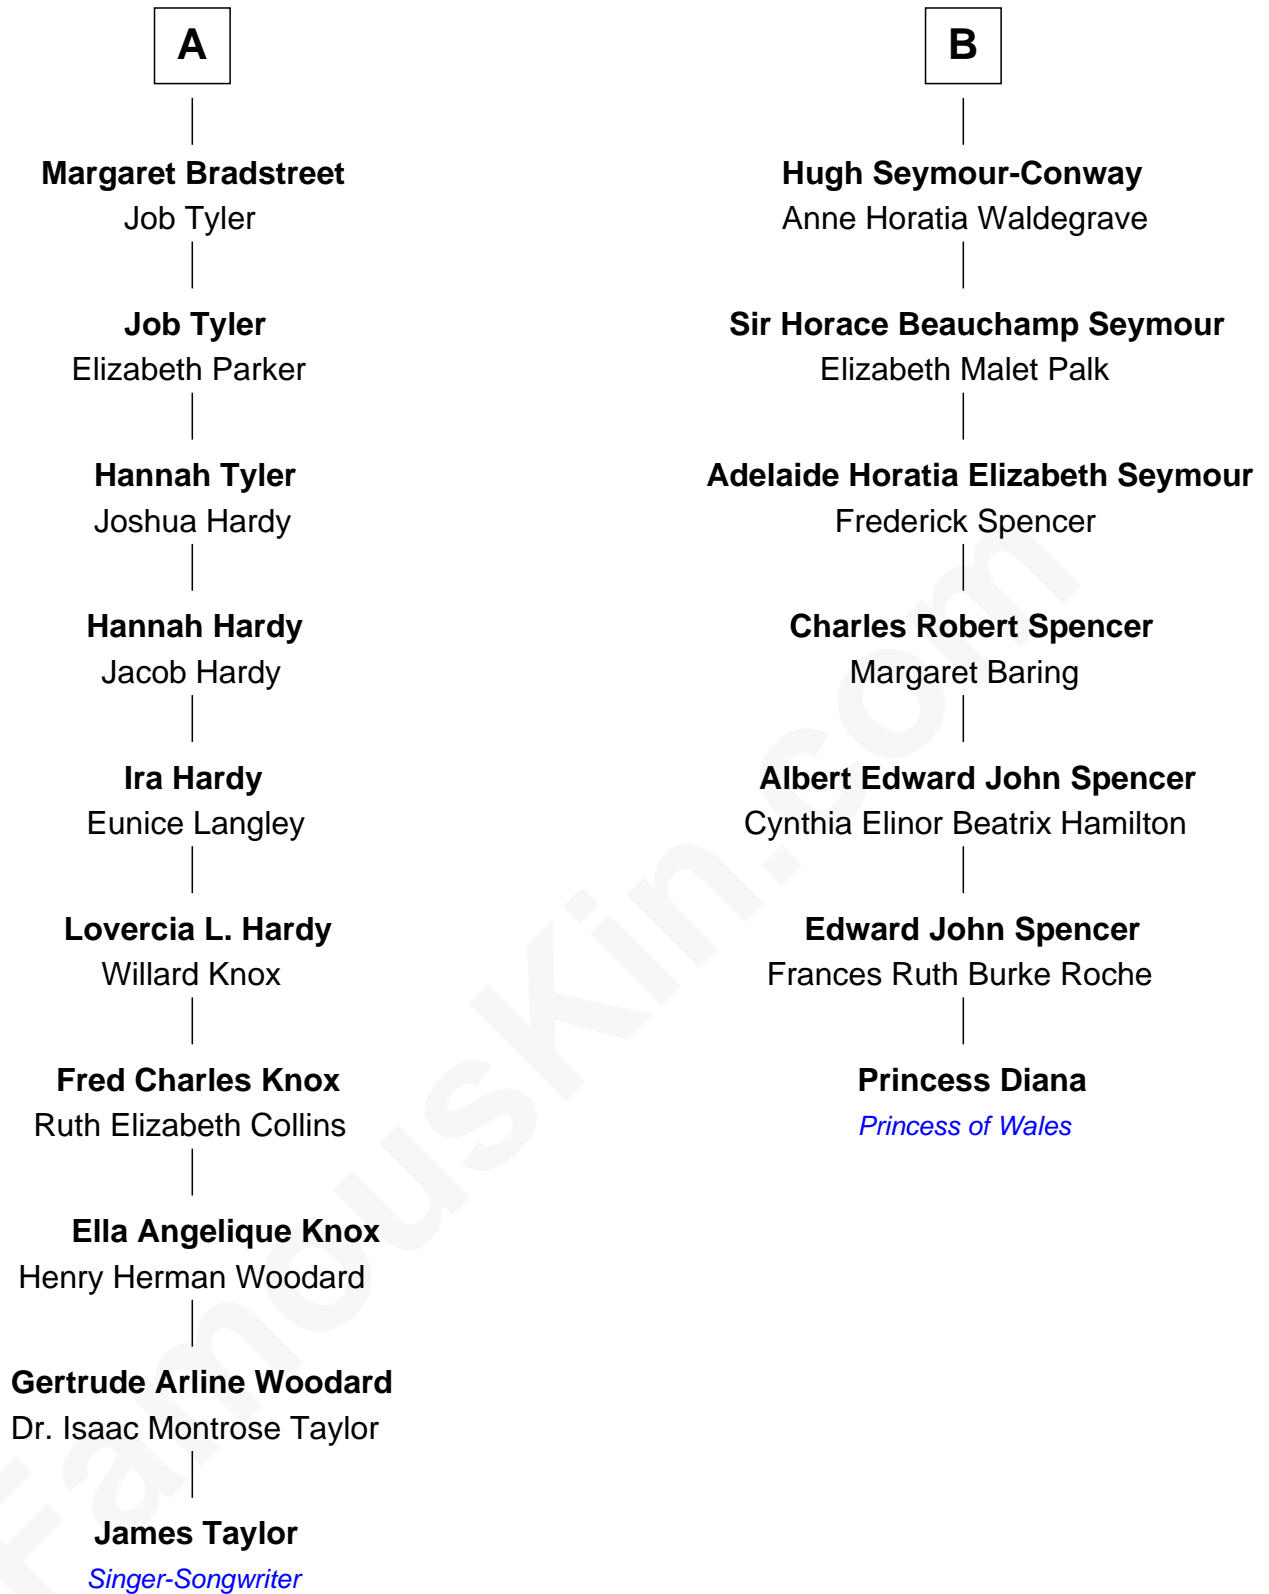 A
Margaret Bradstreet
Job Tyler
Job Tyler
Elizabeth Parker
Hannah Tyler
Joshua Hardy
Hannah Hardy
Jacob Hardy
Ira Hardy
Eunice Langley
Lovercia L. Hardy
Willard Knox
Fred Charles Knox
Ruth Elizabeth Collins
Ella Angelique Knox
Henry Herman Woodard
Gertrude Arline Woodard
Dr. Isaac Montrose Taylor
James Taylor
Singer-Songwriter
B
Hugh Seymour-Conway
Anne Horatia Waldegrave
Sir Horace Beauchamp Seymour
Elizabeth Malet Palk
Adelaide Horatia Elizabeth Seymour
Frederick Spencer
Charles Robert Spencer
Margaret Baring
Albert Edward John Spencer
Cynthia Elinor Beatrix Hamilton
Edward John Spencer
Frances Ruth Burke Roche
Princess Diana
Princess of Wales
FamousKin.com